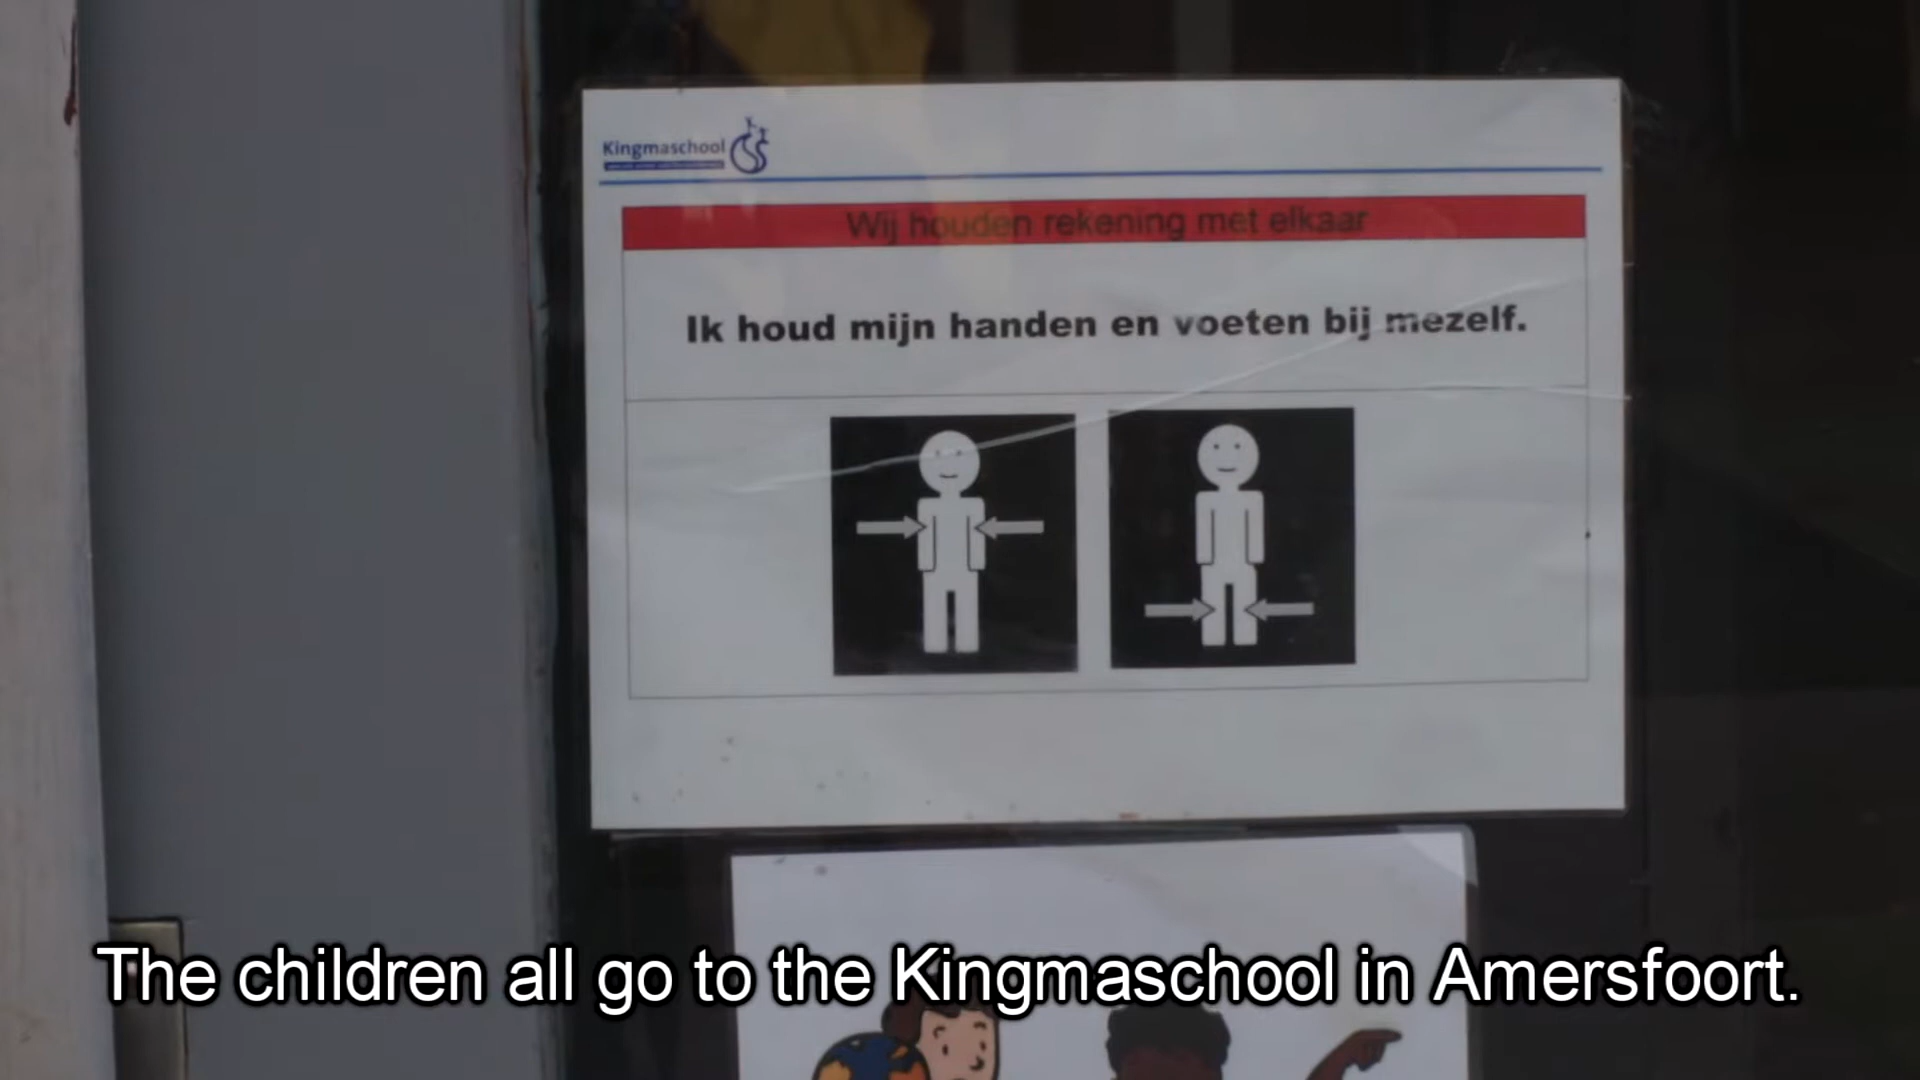 Kingmaschool
Wij houden rekening met elkaar
Ik houd mijn handen en voeten bij mezelf.
The children all go to the Kingmaschool in Amersfoort.